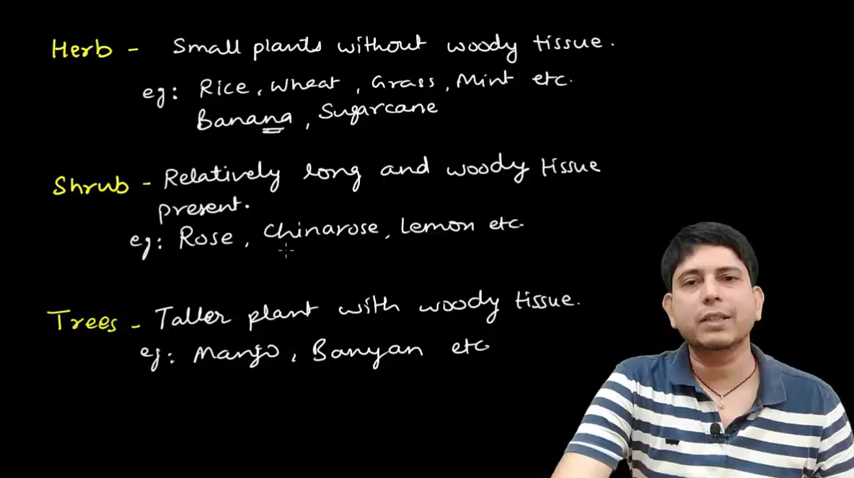 Herb - Small plants without woody tissue.
eg: Rice, Wheat, Grass, Mint etc.
Banana, Sugarcane
Shrub - Relatively long and woody tissue
present.
eg: Rose, Chinarose, Lemon etc
Trees - Taller plant with woody tissue.
eg: Mango, Banyan etc